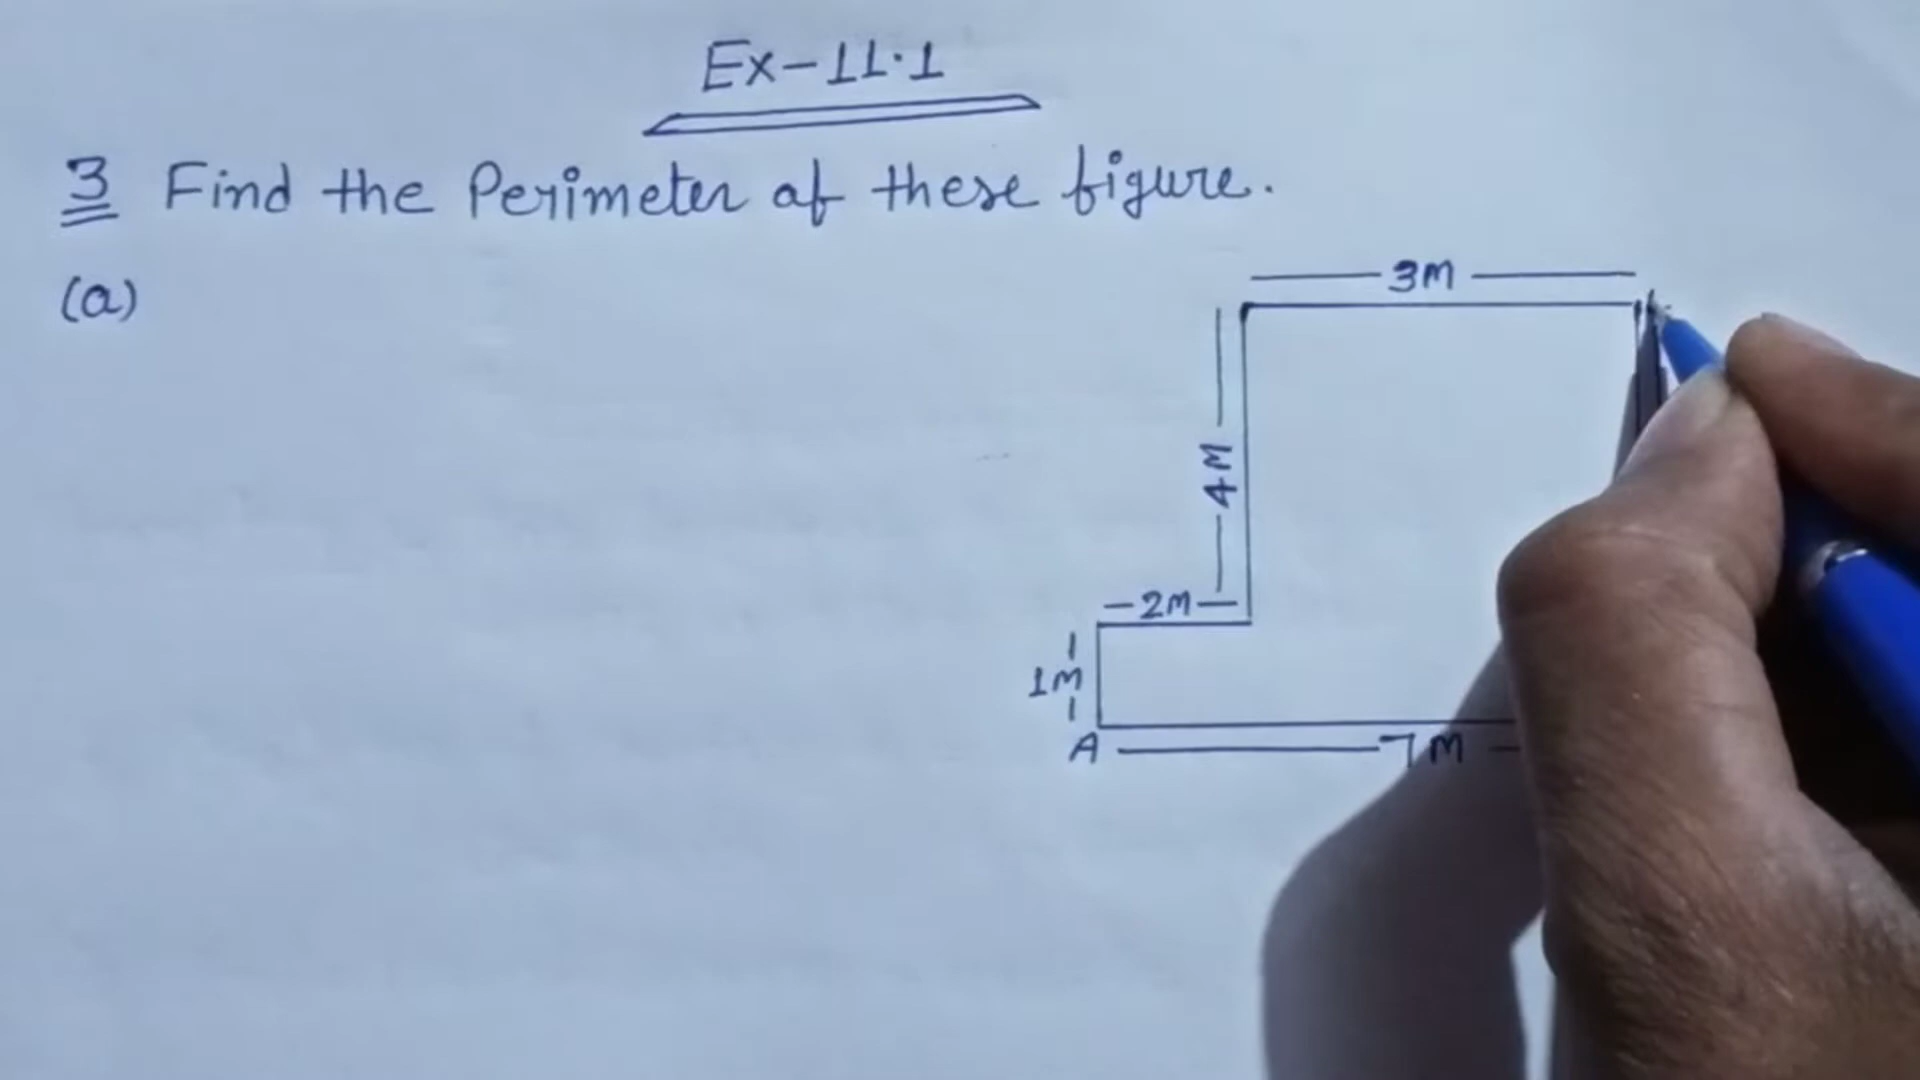 Ex-11.1
3 Find the Perimeter of these figure.
(a)
3M
4M
2M
1M
A
7M